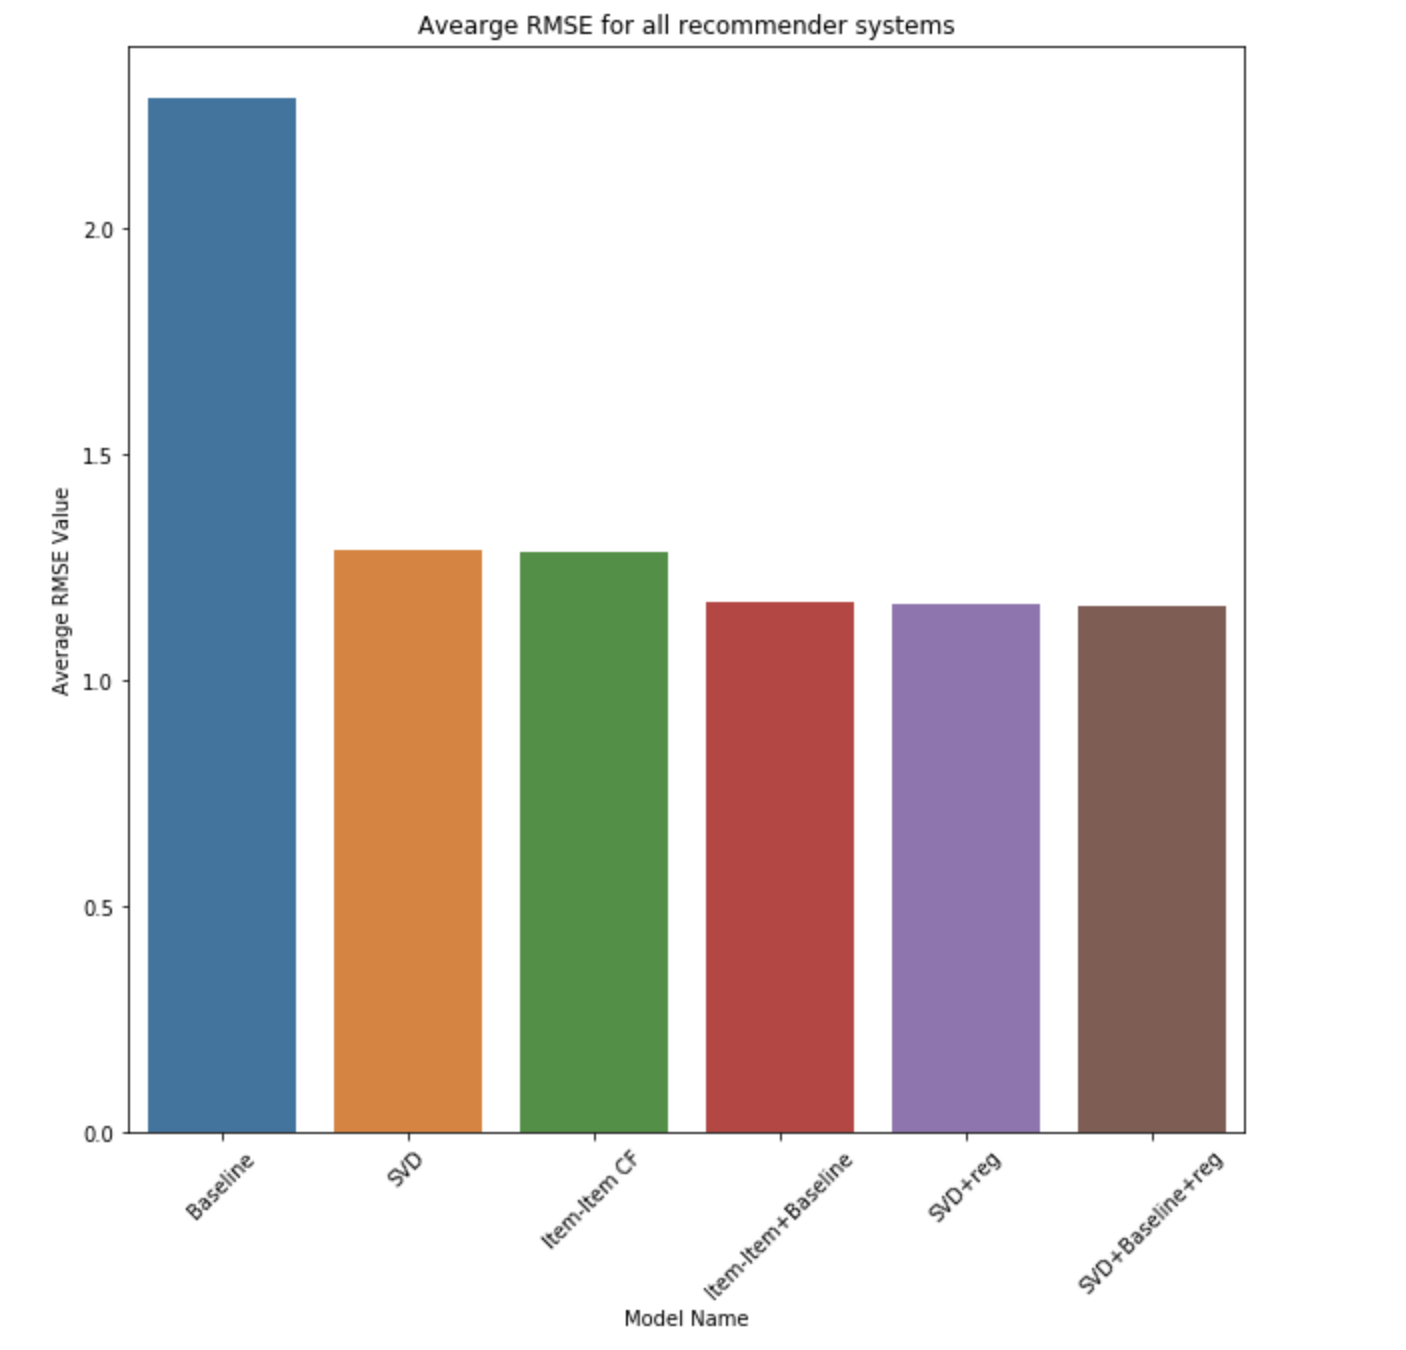 Avearge RMSE for all recommender systems
Average RMSE Value
2.0
1.5
1.0
0.5
0.0
Baseline
SVD
Item-Item CF
Item-Item+Baseline
SVD+reg
SVD+Baseline+reg
Model Name